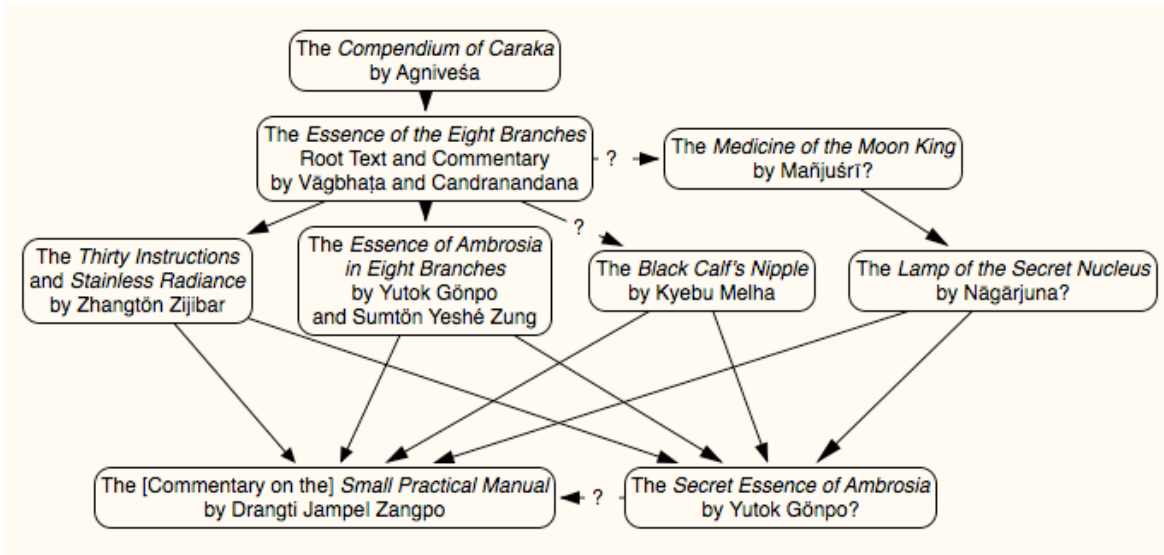 The Compendium of Caraka
by Agniveśa
The Essence of the Eight Branches
Root Text and Commentary
by Vāgbhaṭa and Candranandana
?
The Medicine of the Moon King
by Mañjuśrī?
?
The Thirty Instructions
and Stainless Radiance
by Zhangtön Zijibar
The Essence of Ambrosia
in Eight Branches
by Yutok Gönpo
and Sumtön Yeshé Zung
The Black Calf's Nipple
by Kyebu Melha
The Lamp of the Secret Nucleus
by Nāgārjuna?
The [Commentary on the] Small Practical Manual
by Drangti Jampel Zangpo
?
The Secret Essence of Ambrosia
by Yutok Gönpo?